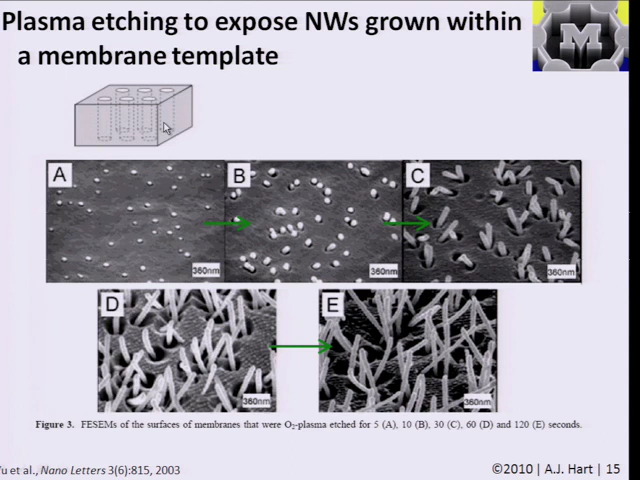 Plasma etching to expose NWs grown within
a membrane template
M
A
B
C
360nm
360nm
360nm
D
E
360nm
360nm
Figure 3. FESEMs of the surfaces of membranes that were O₂-plasma etched for 5 (A), 10 (B), 30 (C), 60 (D) and 120 (E) seconds.
et al., Nano Letters 3(6):815, 2003
©2010 | A.J. Hart | 15